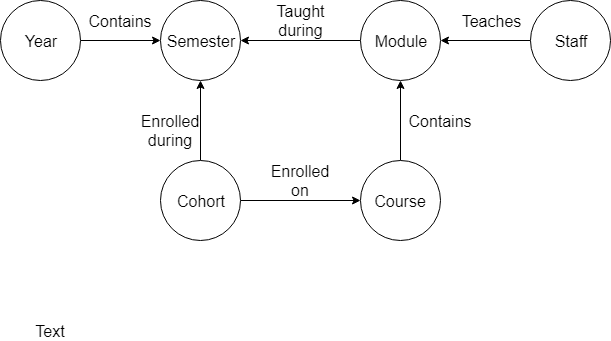 Contains
Taught
during
Teaches
Year
Semester
Module
Staff
Enrolled
during
Contains
Enrolled
on
Cohort
Course
Text